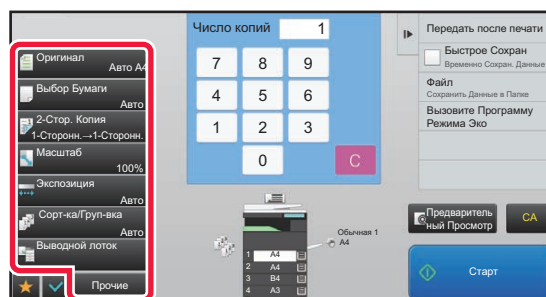 Оригинал
Авто A4
Выбор Бумаги
Авто
2-Стор. Копия
1-Сторонн.→1-Сторонн.
Масштаб
100%
Экспозиция
Авто
Сорт-ка/Груп-вка
Авто
Выводной лоток
Прочие
Число копий
1
7 8 9
4 5 6
1 2 3
0 C
Обычная 1
A4
1 A4
2 A4
3 B4
4 A3
Передать после печати
Быстрое Сохран
Временно Сохран. Данные
Файл
Сохранить Данные в Папке
Вызовите Программу
Режима Эко
Предваритель
ный Просмотр
CA
Старт